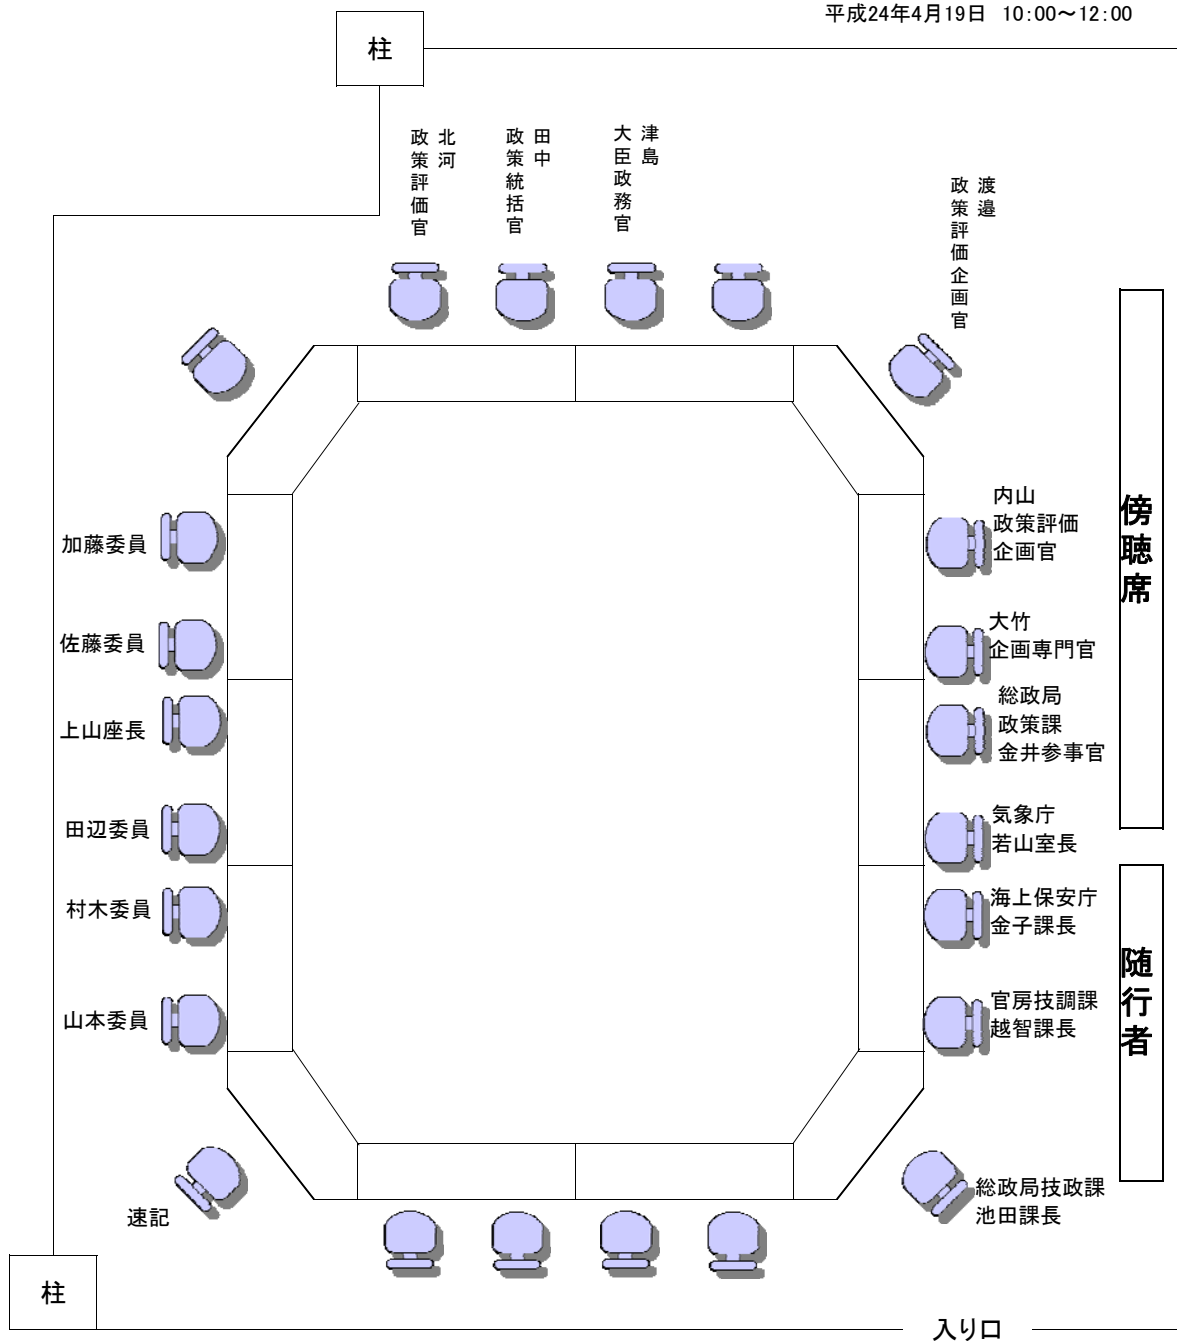 平成24年4月19日　10:00～12:00
柱
北河
政策評価官
田中
政策統括官
津島
大臣政務官
渡邉
政策評価企画官
加藤委員
佐藤委員
上山座長
田辺委員
村木委員
山本委員
速記
内山
政策評価
企画官
大竹
企画専門官
総政局
政策課
金井参事官
気象庁
若山室長
海上保安庁
金子課長
官房技調課
越智課長
総政局技政課
池田課長
傍聴席
随行者
柱
入り口